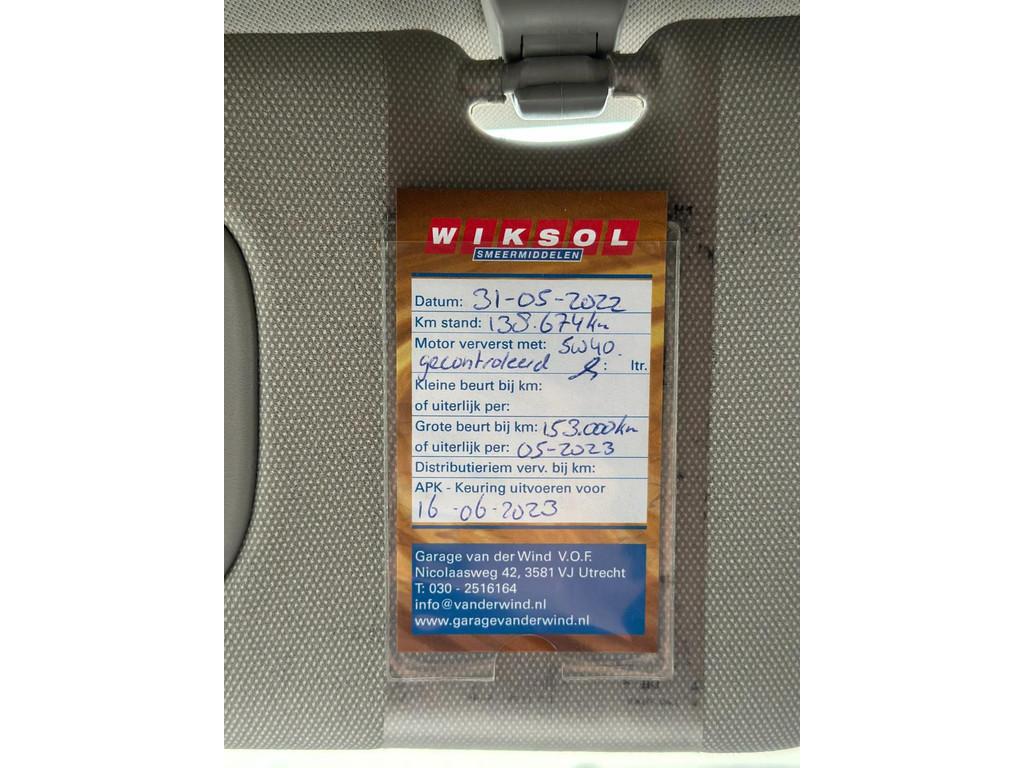 WIKSOL
SMEERMIDDELEN
Datum: 31-05-2022
Km stand: 138.674km
Motor ververst met: 5W40.
gecontroleerd : ltr.
Kleine beurt bij km:
of uiterlijk per:
Grote beurt bij km: 153.000km
of uiterlijk per: 05-2023
Distributieriem verv. bij km:
APK - Keuring uitvoeren voor
16-06-2023
Garage van der Wind V.O.F.
Nicolaasweg 42, 3581 VJ Utrecht
T: 030 - 2516164
info@vanderwind.nl
www.garagevanderwind.nl